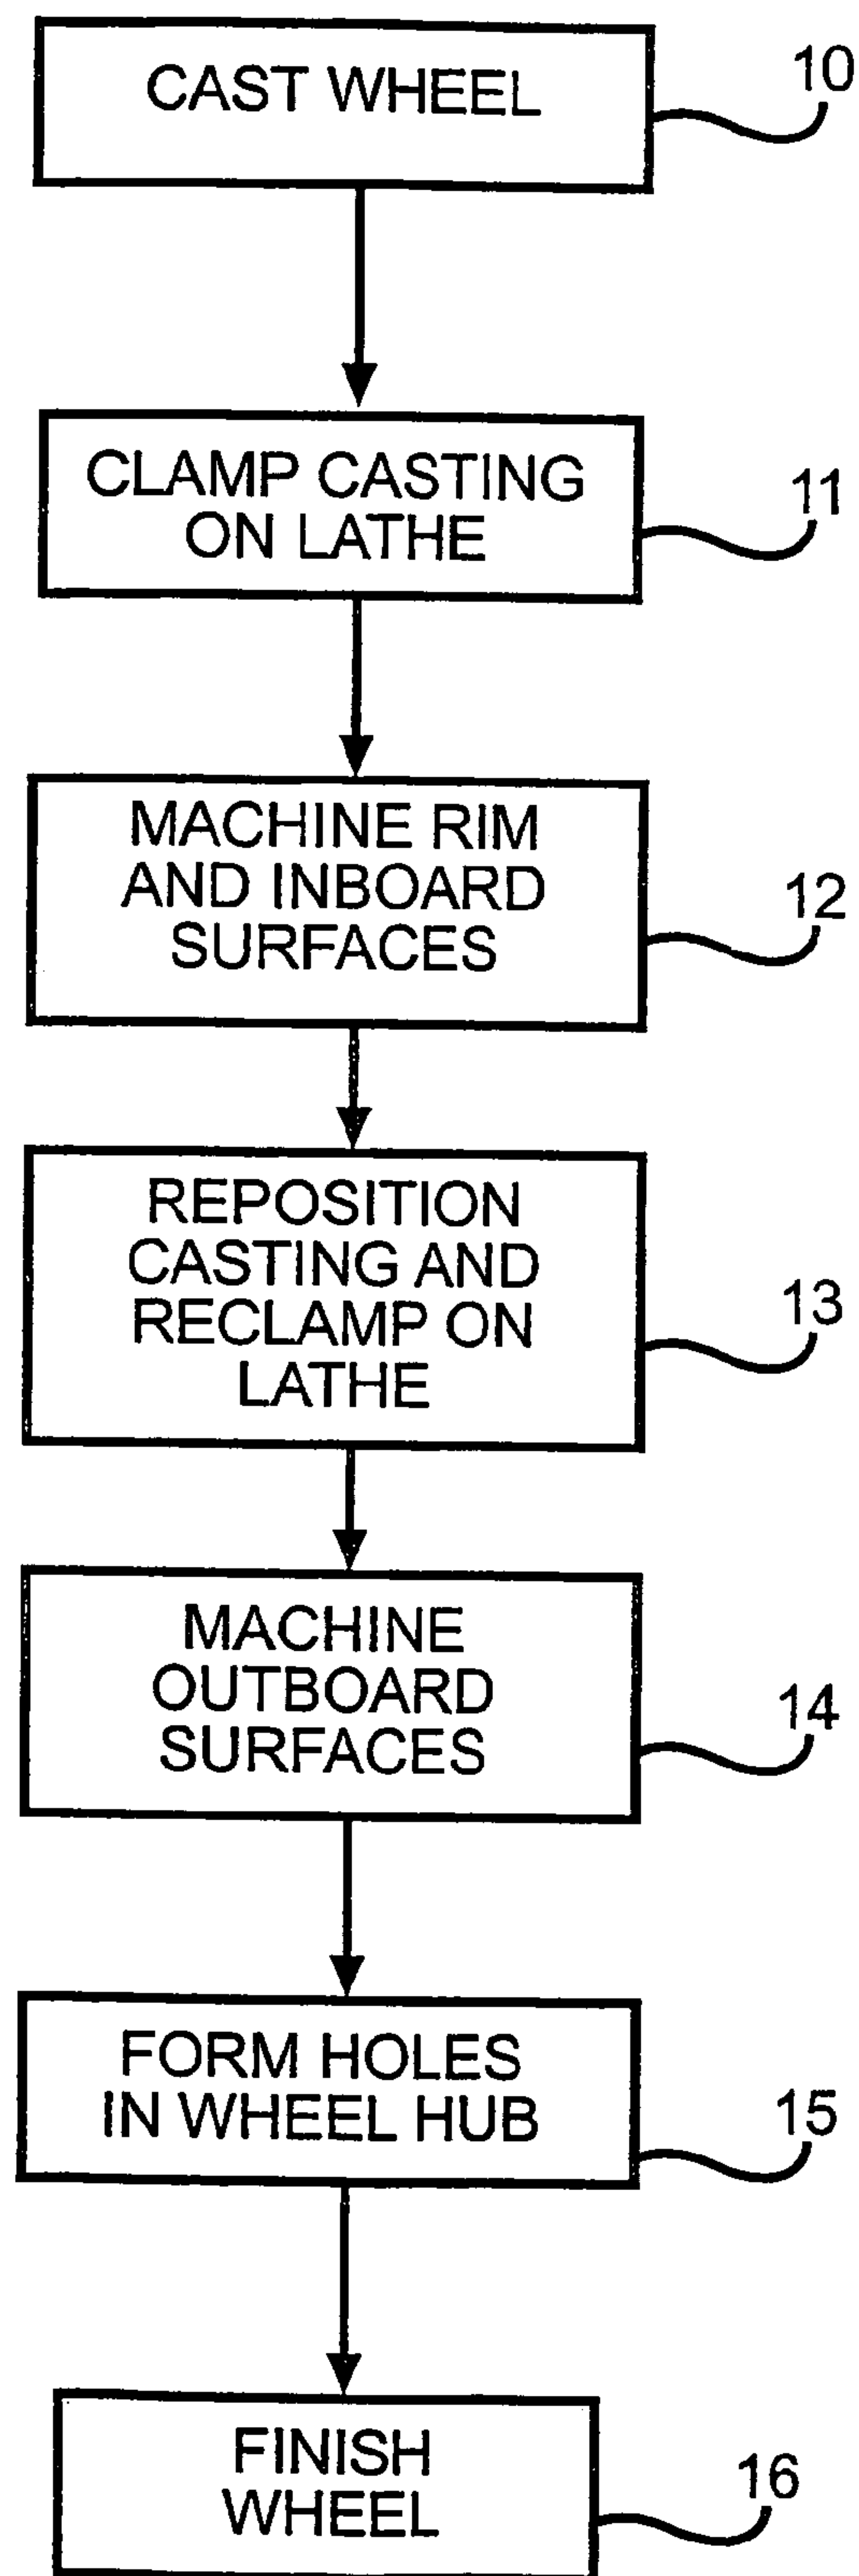 CAST WHEEL
10
CLAMP CASTING
ON LATHE
11
MACHINE RIM
AND INBOARD
SURFACES
12
REPOSITION
CASTING AND
RECLAMP ON
LATHE
13
MACHINE
OUTBOARD
SURFACES
14
FORM HOLES
IN WHEEL HUB
15
FINISH
WHEEL
16